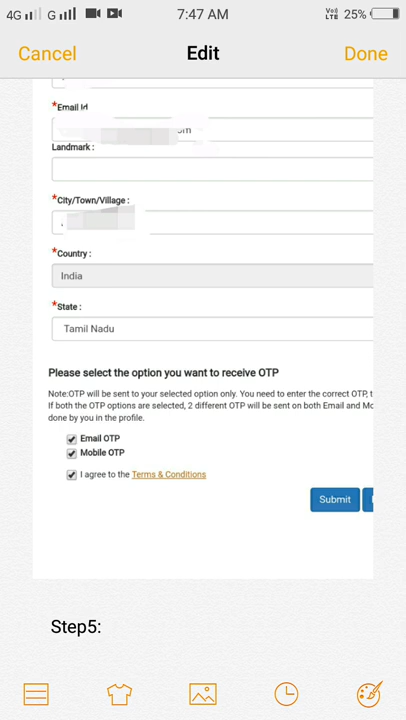 4G G 7:47 AM Vo)) LTE 25%
Cancel Edit Done
*Email Id
om
Landmark :
*City/Town/Village :
*Country :
India
*State :
Tamil Nadu
Please select the option you want to receive OTP
Note:OTP will be sent to your selected option only. You need to enter the correct OTP, t
If both the OTP options are selected, 2 different OTP will be sent on both Email and Mo
done by you in the profile.
Email OTP
Mobile OTP
I agree to the Terms & Conditions
Submit
Step5: